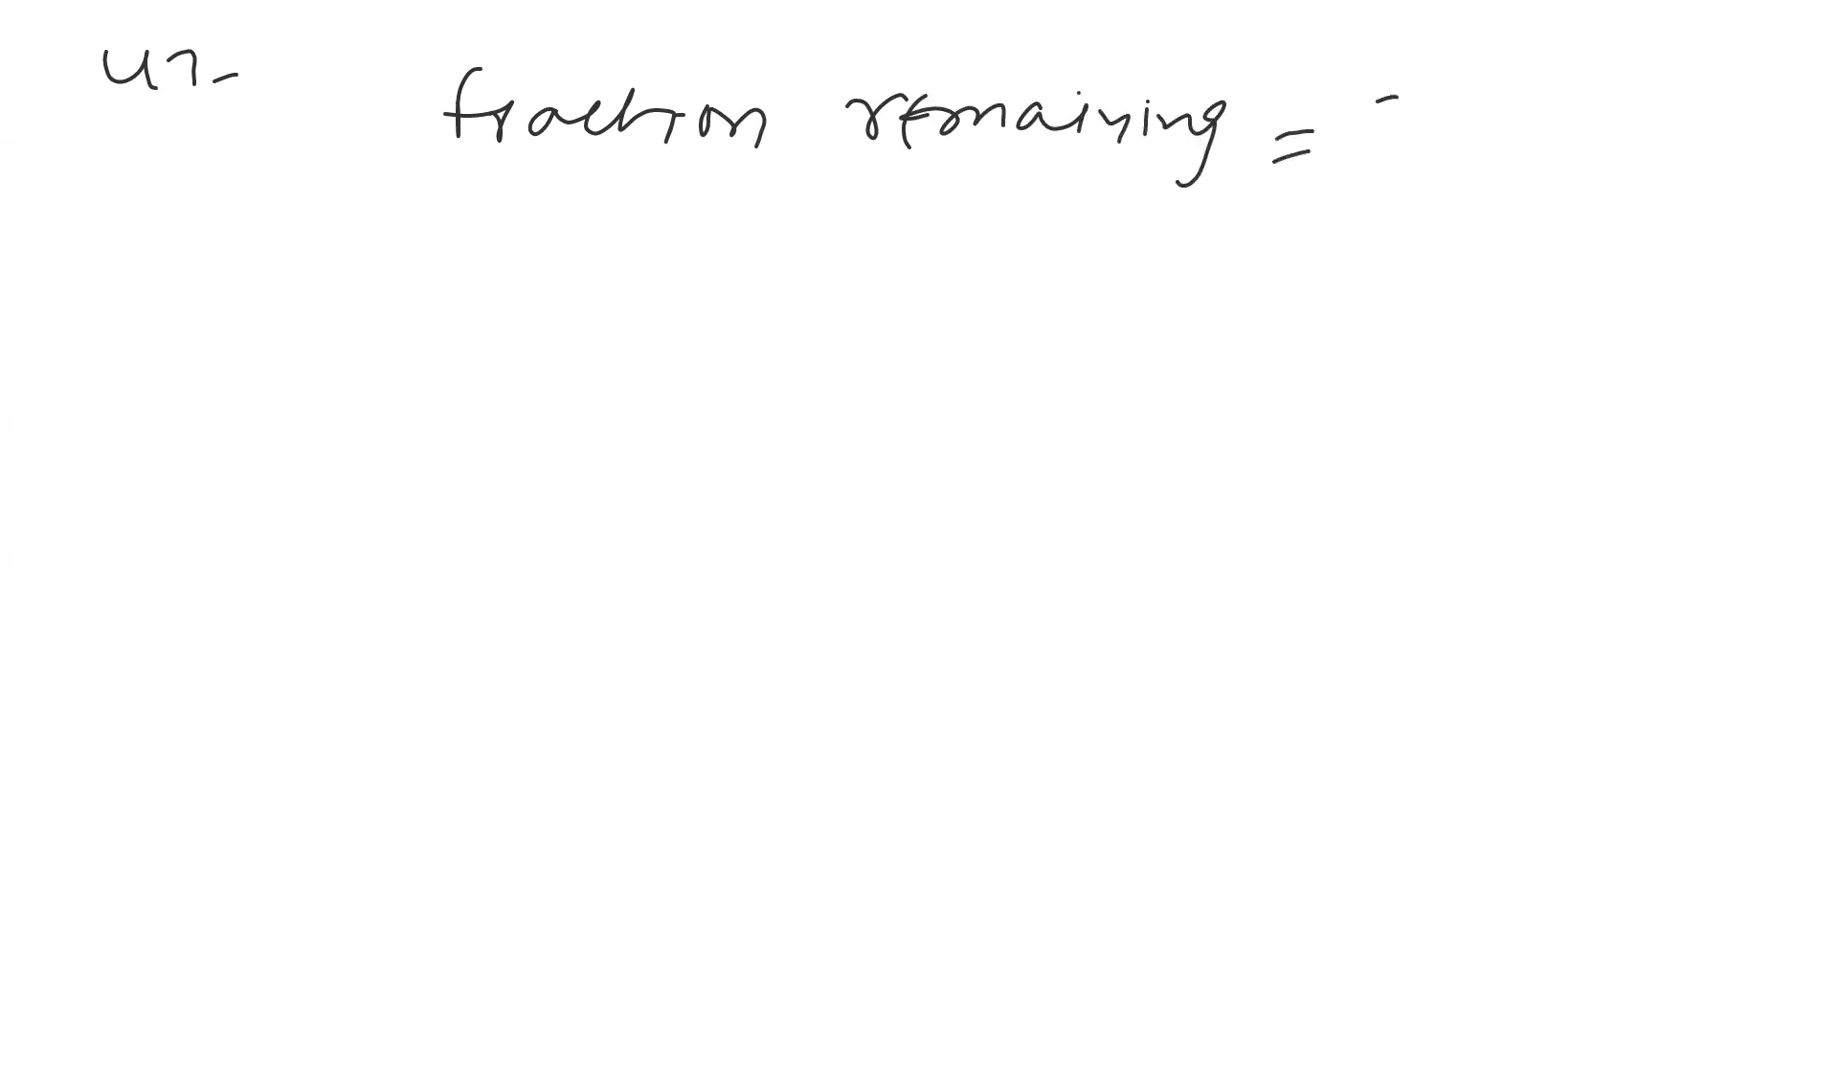 47-
fraction remaining = -